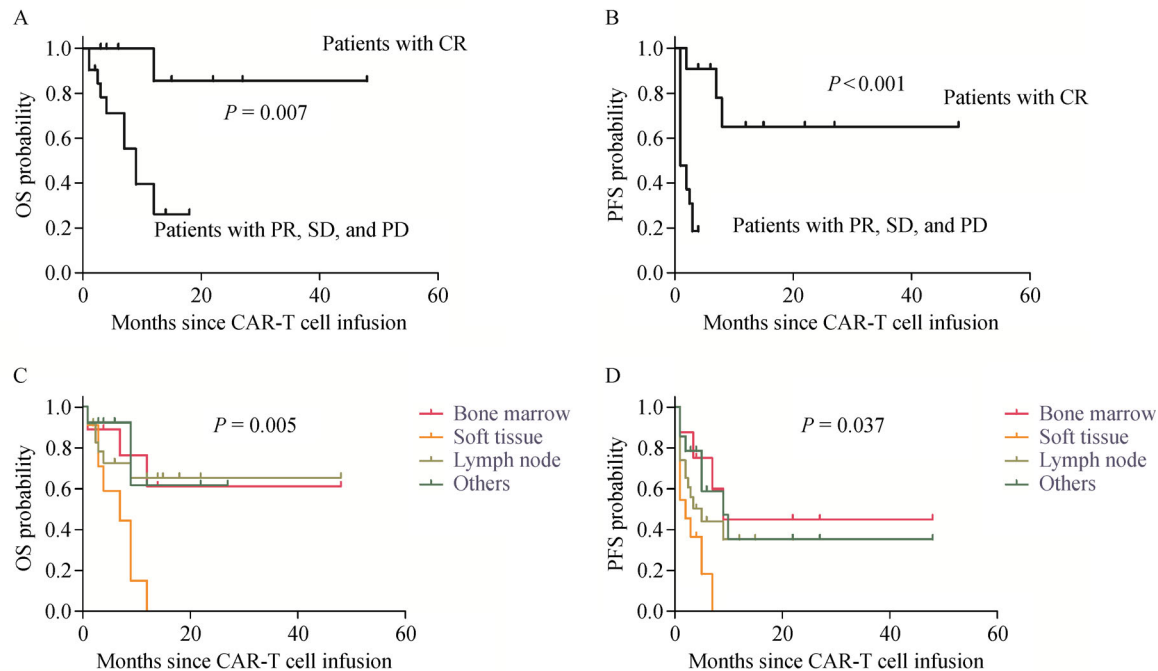 A
1.0
0.8
0.6
0.4
0.2
0.0
OS probability
Patients with CR
P = 0.007
Patients with PR, SD, and PD
0
20
40
60
Months since CAR-T cell infusion
B
1.0
0.8
0.6
0.4
0.2
0.0
PFS probability
P<0.001
Patients with CR
Patients with PR, SD, and PD
0
20
40
60
Months since CAR-T cell infusion
C
1.0
0.8
0.6
0.4
0.2
0.0
OS probability
P = 0.005
Bone marrow
Soft tissue
Lymph node
Others
0
20
40
60
Months since CAR-T cell infusion
D
1.0
0.8
0.6
0.4
0.2
0.0
PFS probability
P = 0.037
Bone marrow
Soft tissue
Lymph node
Others
0
20
40
60
Months since CAR-T cell infusion